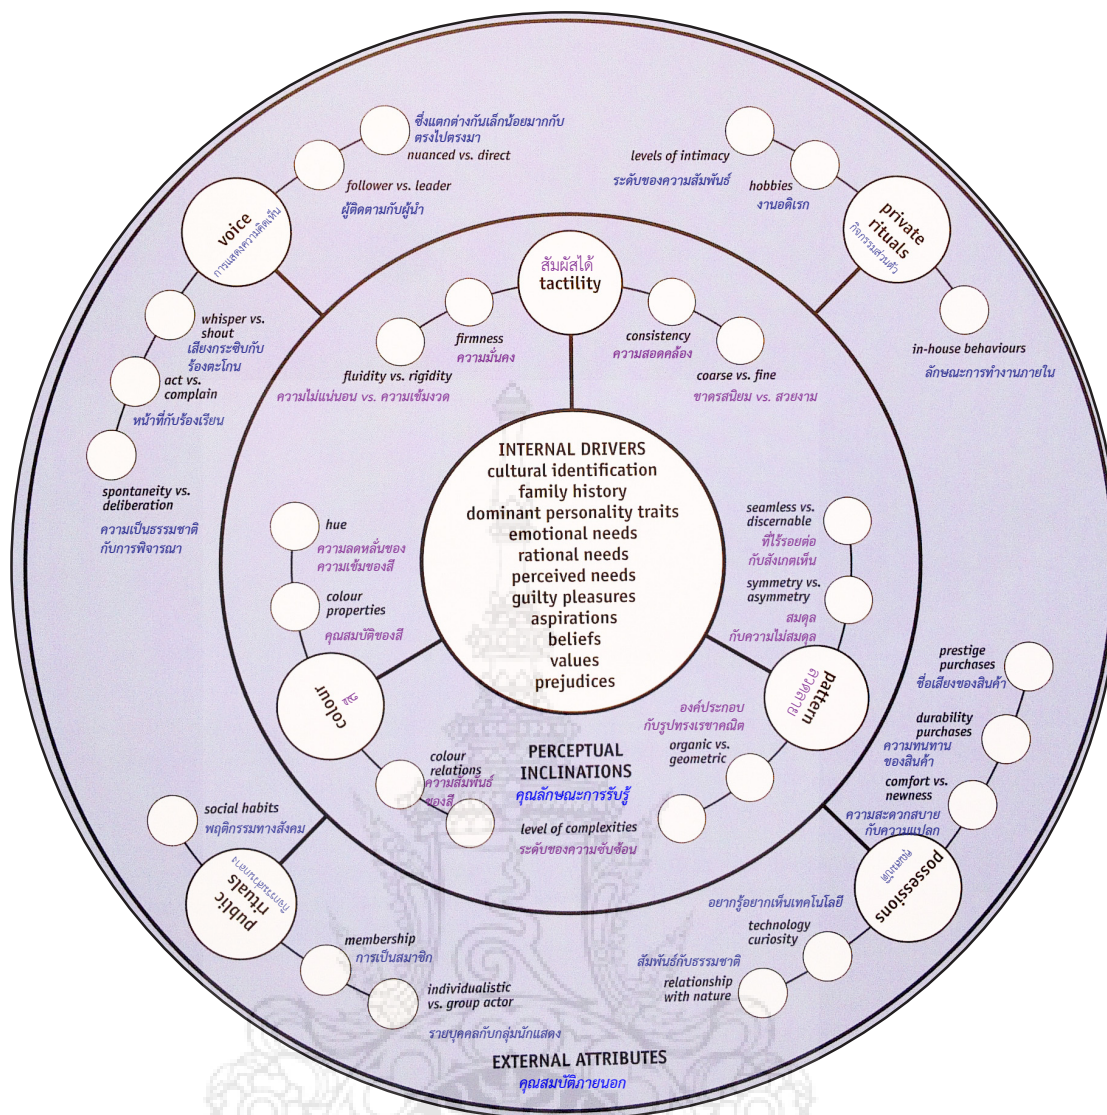 ซึ่งแตกต่างกันเล็กน้อยมากกับ
ตรงไปตรงมา
nuanced vs. direct
follower vs. leader
ผู้ติดตามกับผู้นำ
voice
การแสดงความคิดเห็น
whisper vs.
shout
เสียงกระซิบกับ
ร้องตะโกน
act vs.
complain
หน้าที่กับร้องเรียน
spontaneity vs.
deliberation
ความเป็นธรรมชาติ
กับการพิจารณา
levels of intimacy
ระดับของความสัมพันธ์
hobbies
งานอดิเรก
private
rituals
กิจกรรมส่วนตัว
in-house behaviours
ลักษณะการทำงานภายใน
สัมผัสได้
tactility
firmness
ความมั่นคง
fluidity vs. rigidity
ความไม่แน่นอน vs. ความเข้มงวด
consistency
ความสอดคล้อง
coarse vs. fine
ซาดรสนิยม vs. สวยงาม
INTERNAL DRIVERS
cultural identification
family history
dominant personality traits
emotional needs
rational needs
perceived needs
guilty pleasures
aspirations
beliefs
values
prejudices
hue
ความลดหลั่นของ
ความเข้มของสี
colour
properties
คุณสมบัติของสี
colour
สี
colour
relations
ความสัมพันธ์
ของสี
seamless vs.
discernable
ที่ไร้รอยต่อ
กับสังเกตเห็น
symmetry vs.
asymmetry
สมดุล
กับความไม่สมดุล
pattern
ลวดลาย
องค์ประกอบ
กับรูปทรงเรขาคณิต
organic vs.
geometric
level of complexities
ระดับของความซับซ้อน
PERCEPTUAL
INCLINATIONS
คุณลักษณะการรับรู้
prestige
purchases
ชื่อเสียงของสินค้า
durability
purchases
ความทนทาน
ของสินค้า
comfort vs.
newness
ความสะดวกสบาย
กับความแปลก
possessions
คุณสมบัติ
อยากรู้อยากเห็นเทคโนโลยี
technology
curiosity
สัมพันธ์กับธรรมชาติ
relationship
with nature
social habits
พฤติกรรมทางสังคม
public
rituals
กิจกรรมส่วนกลาง
membership
การเป็นสมาชิก
individualistic
vs. group actor
รายบุคคลกับกลุ่มนักแสดง
EXTERNAL ATTRIBUTES
คุณสมบัติภายนอก